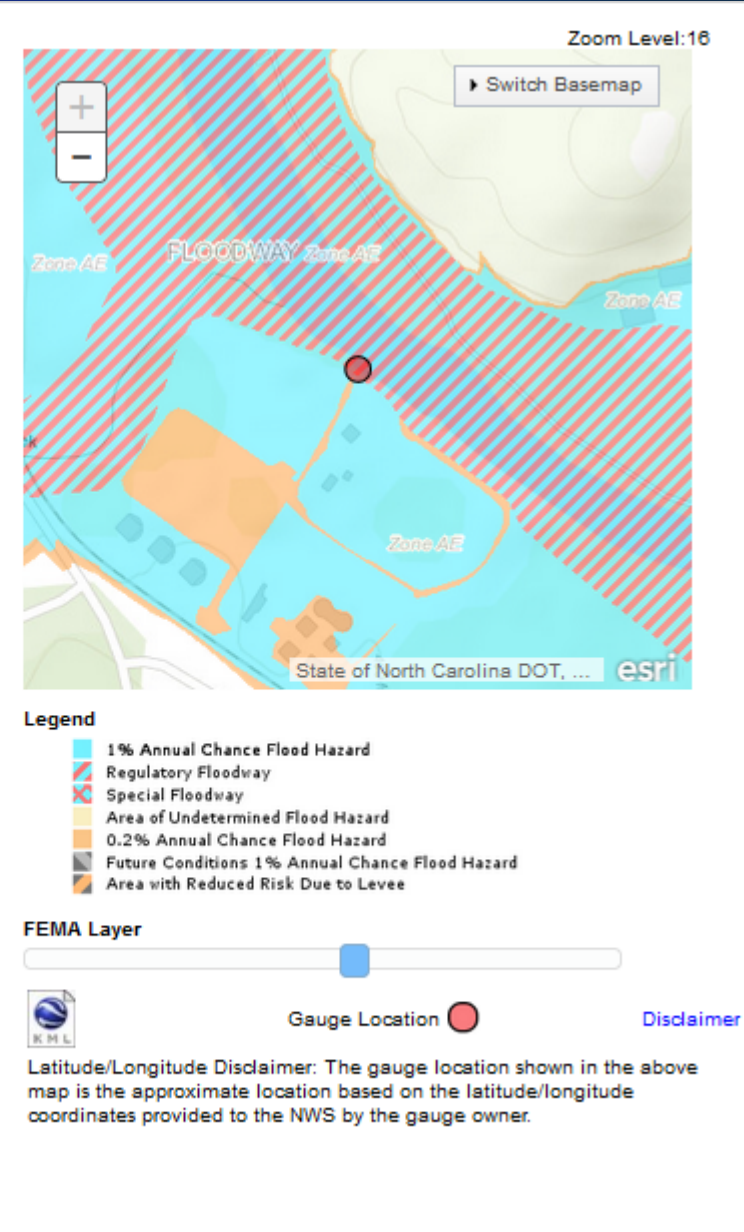 Zoom Level:16
+
Switch Basemap
−
FLOODWAY Zone AE
Zone AE
Zone AE
k
Zone AE
State of North Carolina DOT, ...
esri
Legend
1% Annual Chance Flood Hazard
Regulatory Floodway
Special Floodway
Area of Undetermined Flood Hazard
0.2% Annual Chance Flood Hazard
Future Conditions 1% Annual Chance Flood Hazard
Area with Reduced Risk Due to Levee
FEMA Layer
KML
Gauge Location
Disclaimer
Latitude/Longitude Disclaimer: The gauge location shown in the above
map is the approximate location based on the latitude/longitude
coordinates provided to the NWS by the gauge owner.